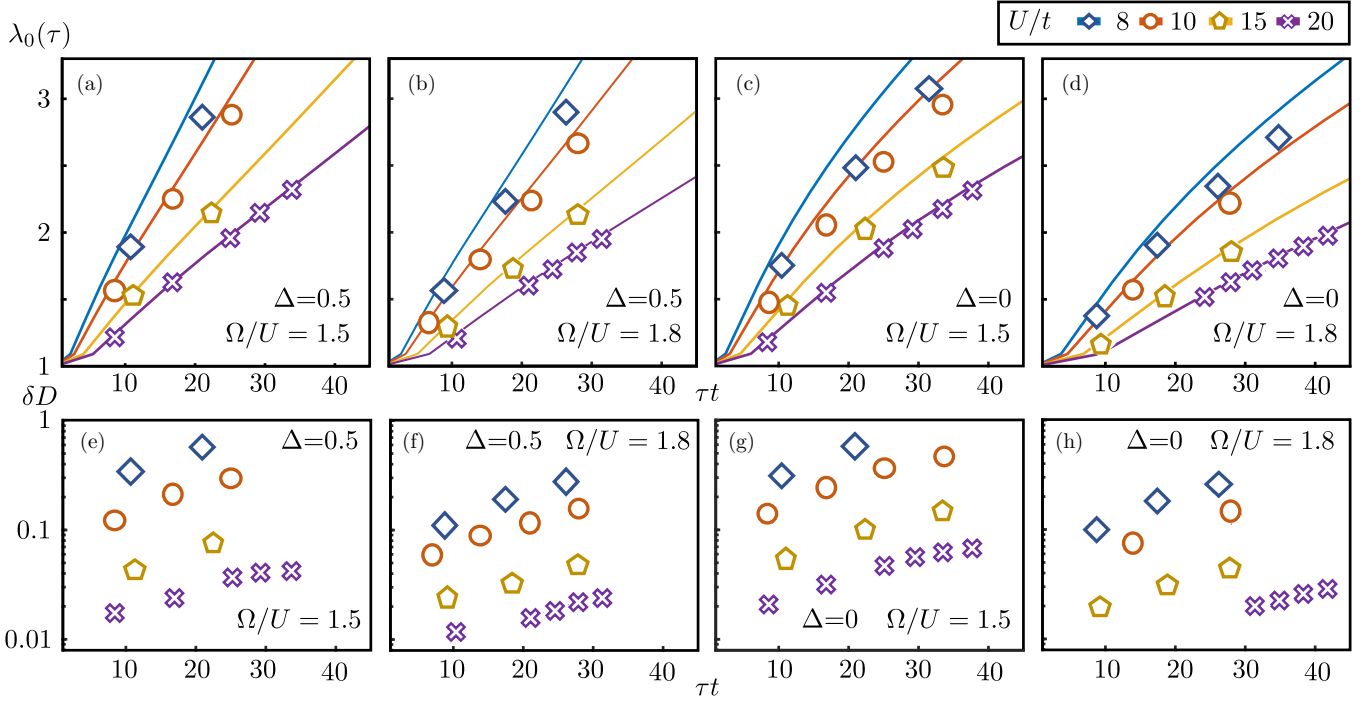 U/t 8 10 15 20
λ₀(τ)
3
2
1
(a)
Δ=0.5
Ω/U = 1.5
10 20 30 40
(b)
Δ=0.5
Ω/U = 1.8
10 20 30 40
(c)
Δ=0
Ω/U = 1.5
10 20 30 40
(d)
Δ=0
Ω/U = 1.8
10 20 30 40
τt
δD
1
0.1
0.01
(e) Δ=0.5
Ω/U = 1.5
10 20 30 40
(f) Δ=0.5 Ω/U = 1.8
10 20 30 40
(g)
Δ=0 Ω/U = 1.5
10 20 30 40
(h) Δ=0 Ω/U = 1.8
10 20 30 40
τt